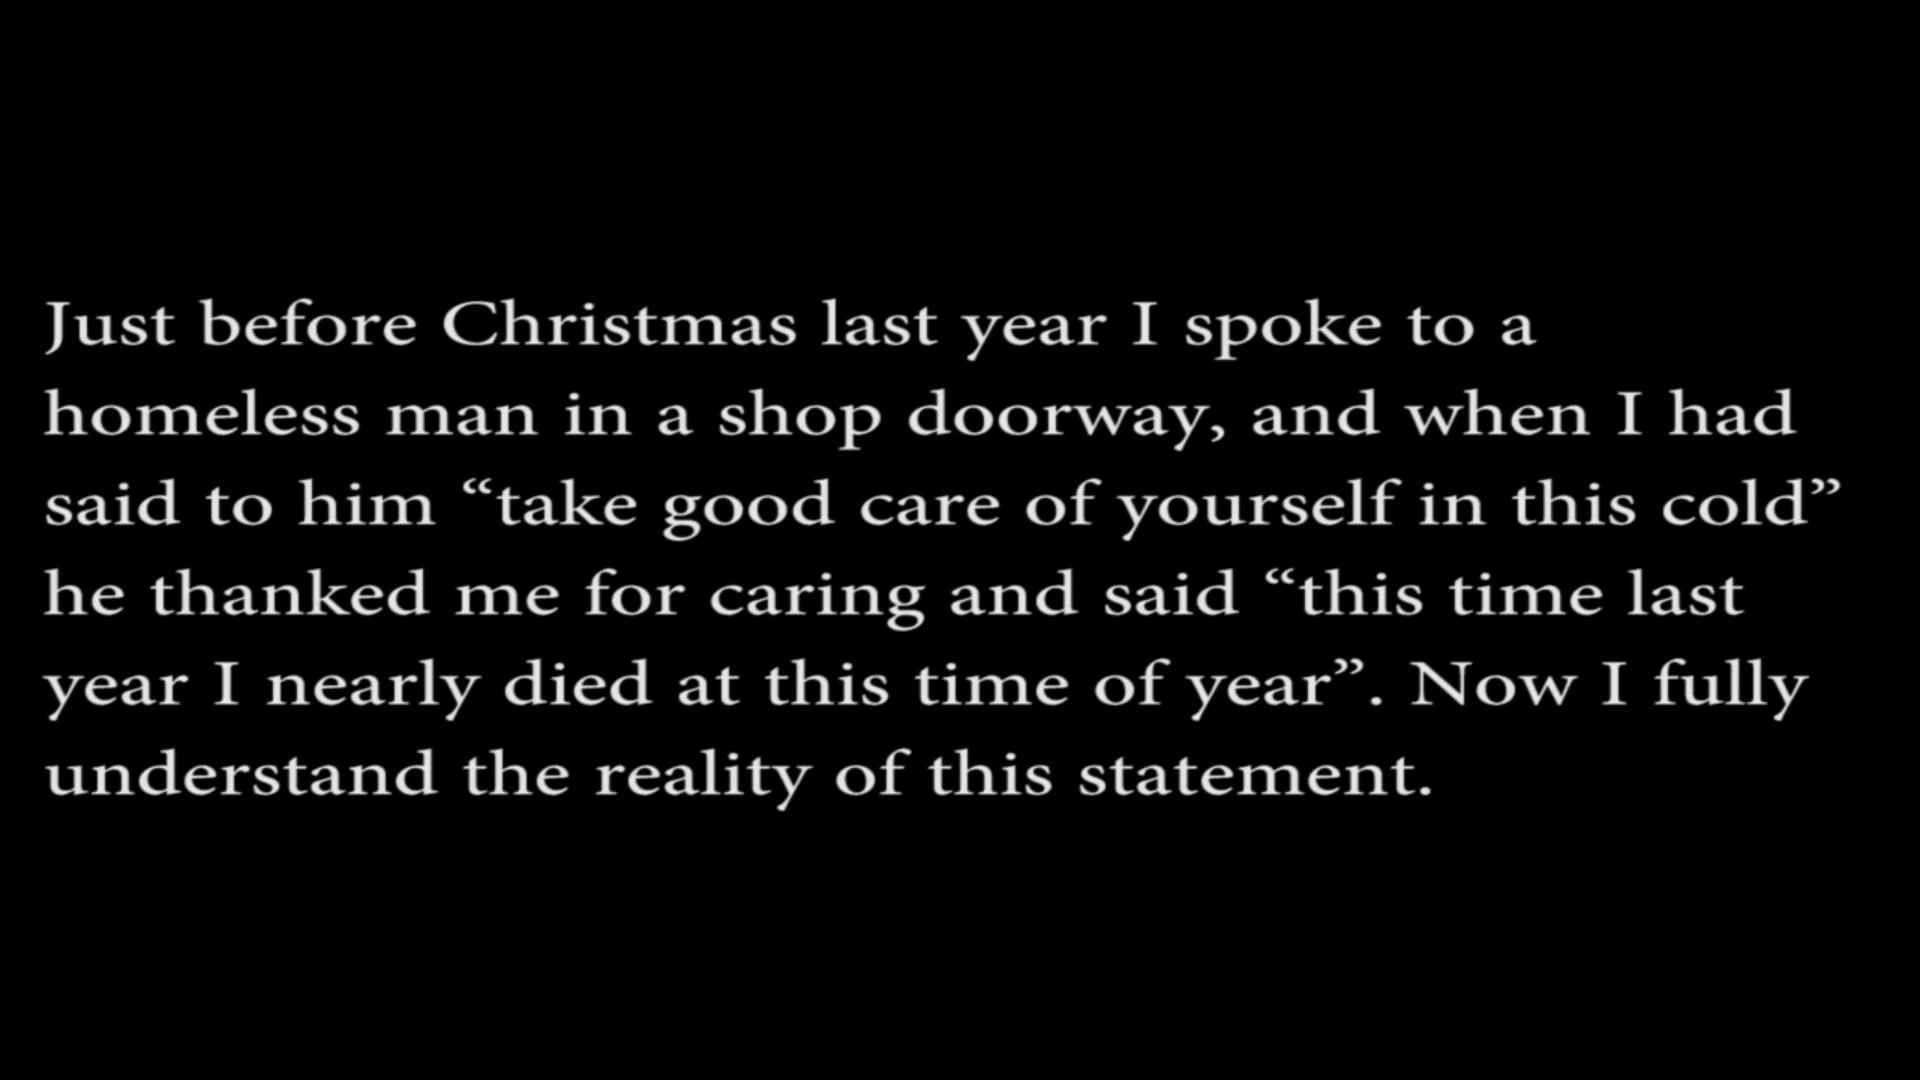 Just before Christmas last year I spoke to a
homeless man in a shop doorway, and when I had
said to him “take good care of yourself in this cold”
he thanked me for caring and said “this time last
year I nearly died at this time of year”. Now I fully
understand the reality of this statement.